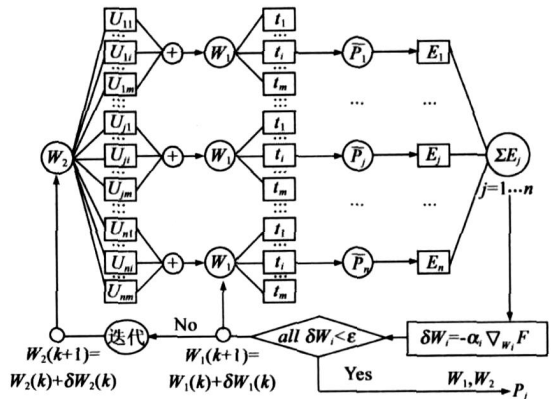 U₁₁ t₁
... ...
W₂ U₁ᵢ + W₁ tᵢ P̅₁ E₁
... ...
U₁ₘ tₘ
... ... ... ...
Uⱼ₁ t₁
... ...
Uⱼᵢ + W₁ tᵢ P̅ⱼ Eⱼ ΣEⱼ
... ...
Uⱼₘ tₘ
j=1...n
... ... ... ...
Uₙ₁ t₁
... ...
Uₙᵢ + W₁ tᵢ P̅ₙ Eₙ
... ...
Uₙₘ tₘ
迭代 No all δWᵢ<ε δWᵢ=-αᵢ∇_{Wᵢ}F
W₂(k+1)= W₁(k+1)=
W₂(k)+δW₂(k) W₁(k)+δW₁(k)
Yes W₁,W₂ Pᵢ